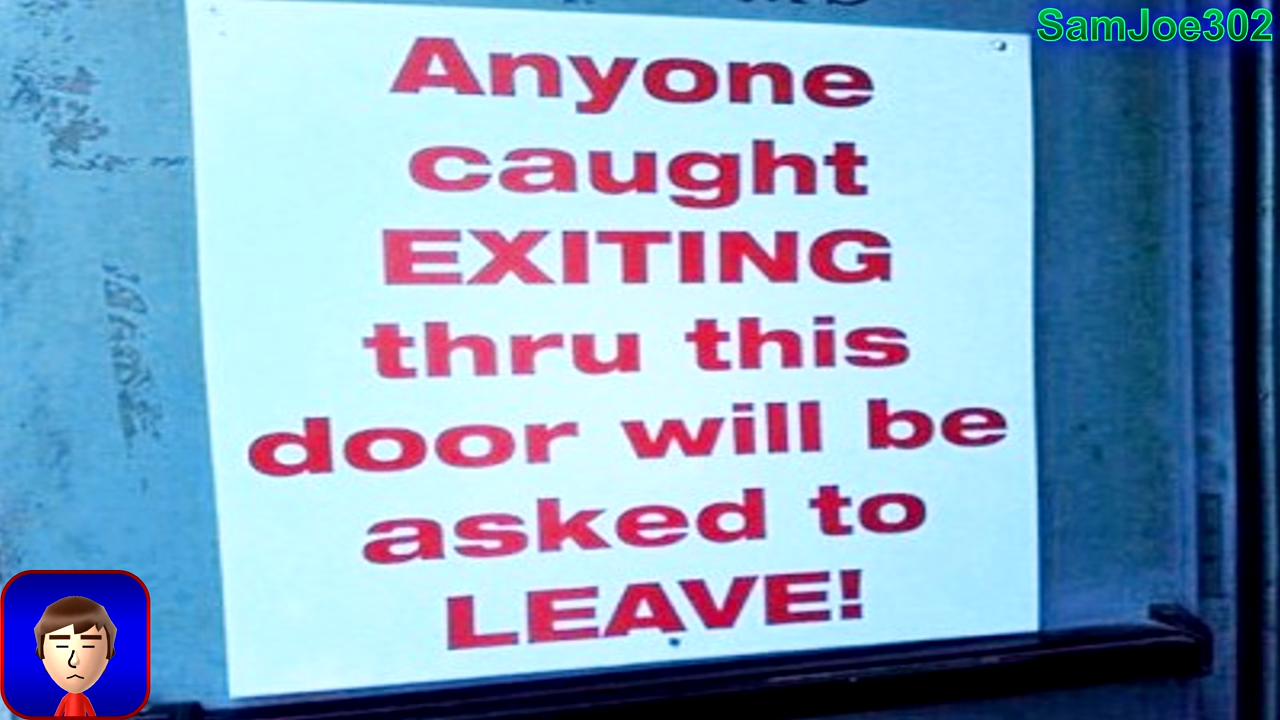 SamJoe302
Anyone
caught
EXITING
thru this
door will be
asked to
LEAVE!